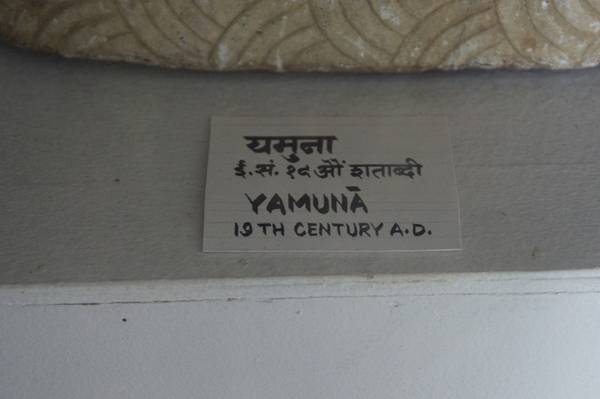 यमुना
ई.सं. १९ औं शताब्दी
YAMUNĀ
19 TH CENTURY A.D.